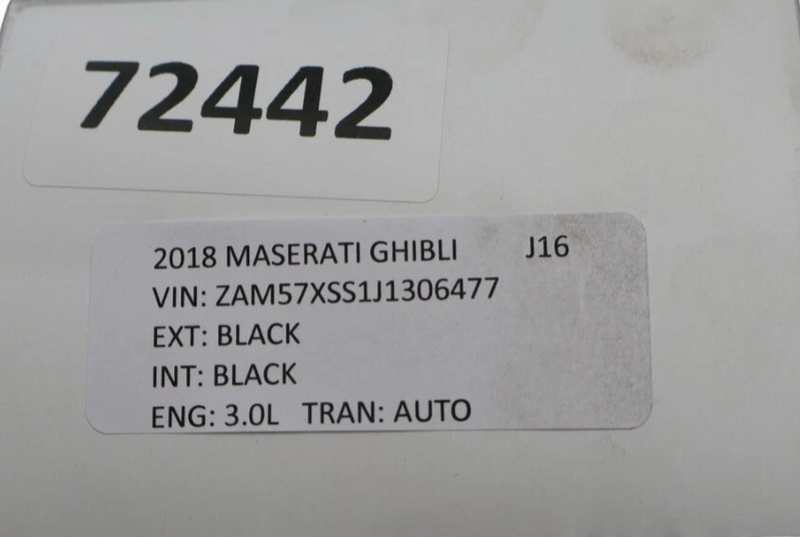 72442
2018 MASERATI GHIBLI J16
VIN: ZAM57XSS1J1306477
EXT: BLACK
INT: BLACK
ENG: 3.0L TRAN: AUTO